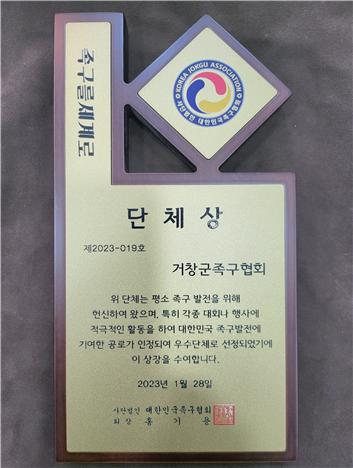 족구를 세계로
KOREA JOKGU ASSOCIATION
사단법인 대한민국족구협회
단체상
제2023-019호
거창군족구협회
위 단체는 평소 족구 발전을 위해
헌신하여 왔으며, 특히 각종 대회나 행사에
적극적인 활동을 하여 대한민국 족구발전에
기여한 공로가 인정되여 우수단체로 선정되었기에
이 상장을 수여합니다.
2023년 1월 28일
사단법인 대한민국족구협회
회장 홍기용